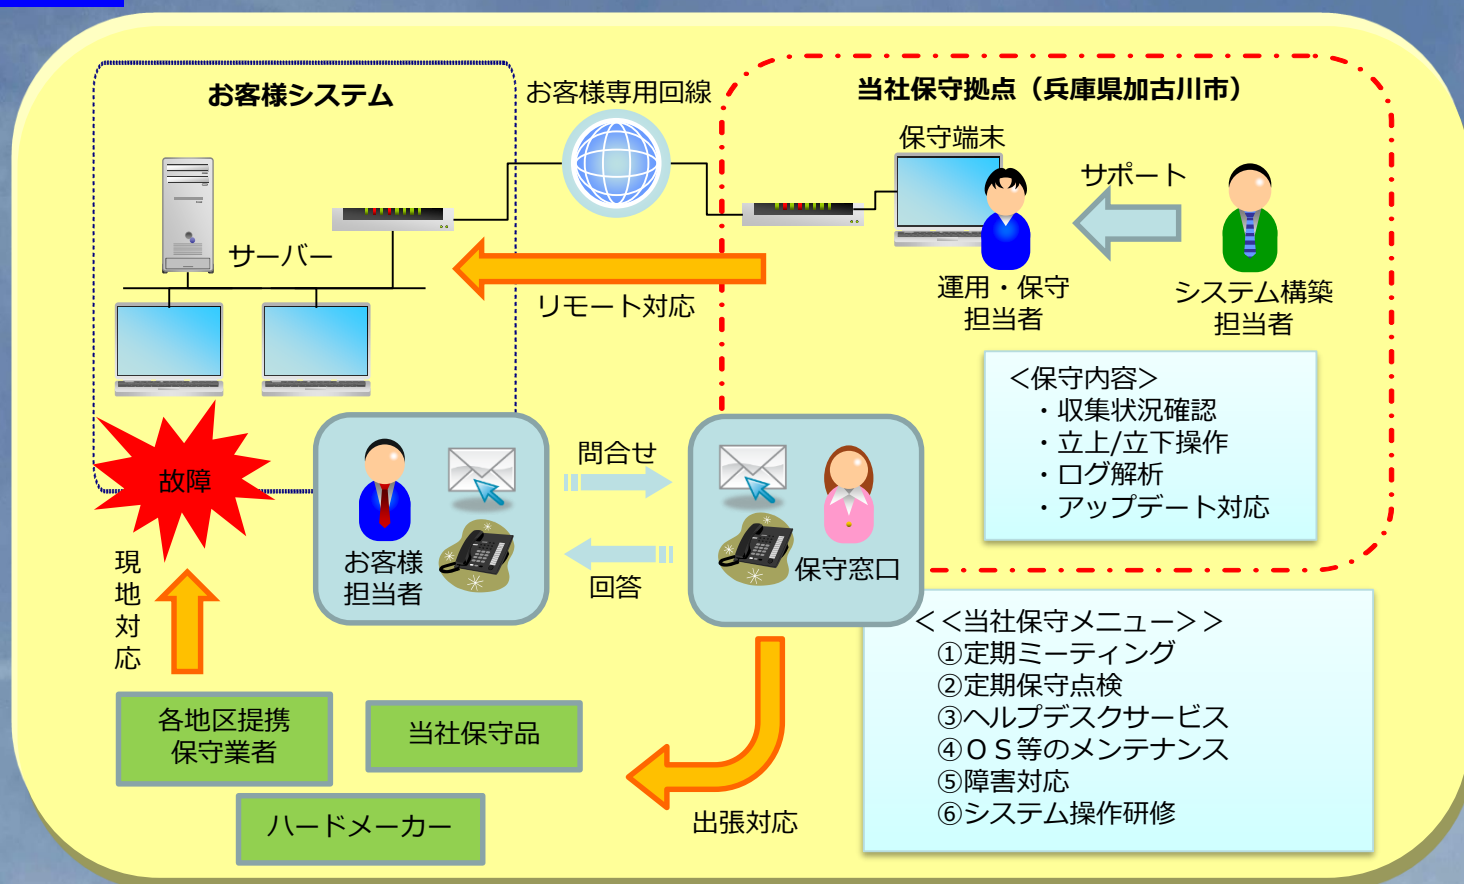 お客様システム
お客様専用回線
当社保守拠点（兵庫県加古川市）
保守端末
サポート
サーバー
リモート対応
運用・保守
担当者
システム構築
担当者
＜保守内容＞
・収集状況確認
・立上/立下操作
・ログ解析
・アップデート対応
故障
問合せ
回答
お客様
担当者
保守窓口
現地対応
＜＜当社保守メニュー＞＞
①定期ミーティング
②定期保守点検
③ヘルプデスクサービス
④ＯＳ等のメンテナンス
⑤障害対応
⑥システム操作研修
各地区提携
保守業者
当社保守品
ハードメーカー
出張対応